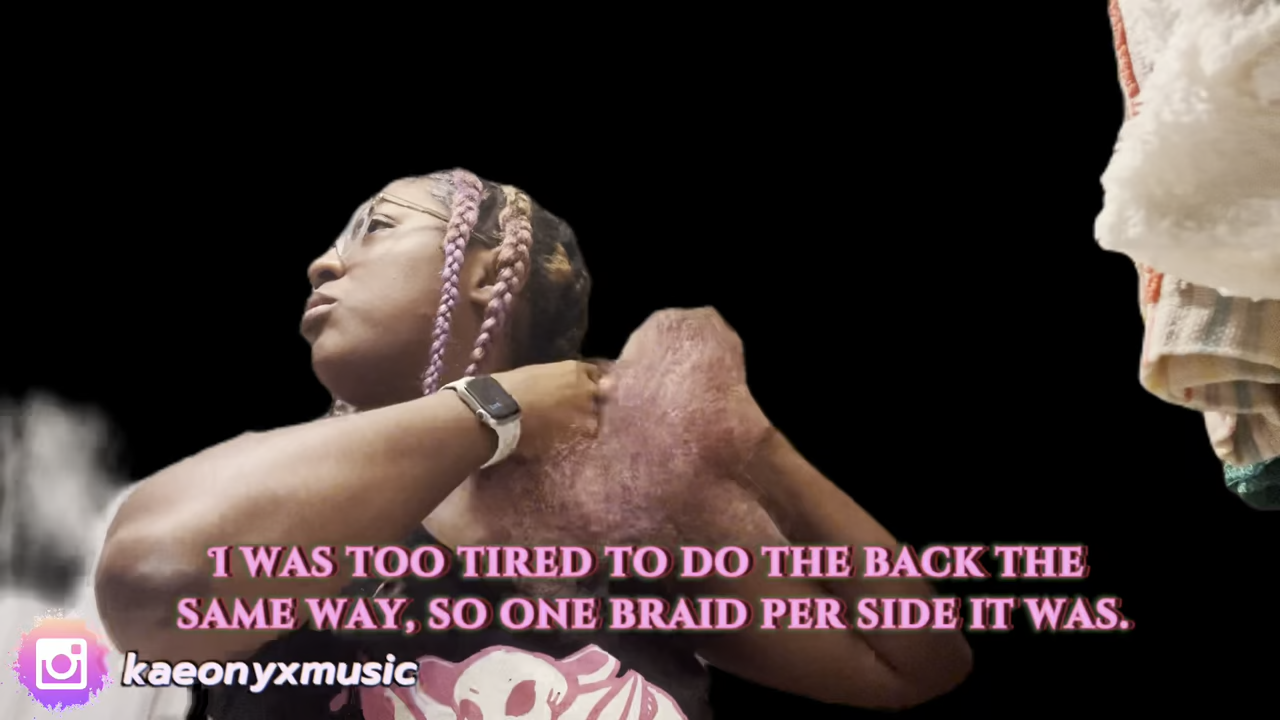 I WAS TOO TIRED TO DO THE BACK THE
SAME WAY, SO ONE BRAID PER SIDE IT WAS.
kaeonyxmusic